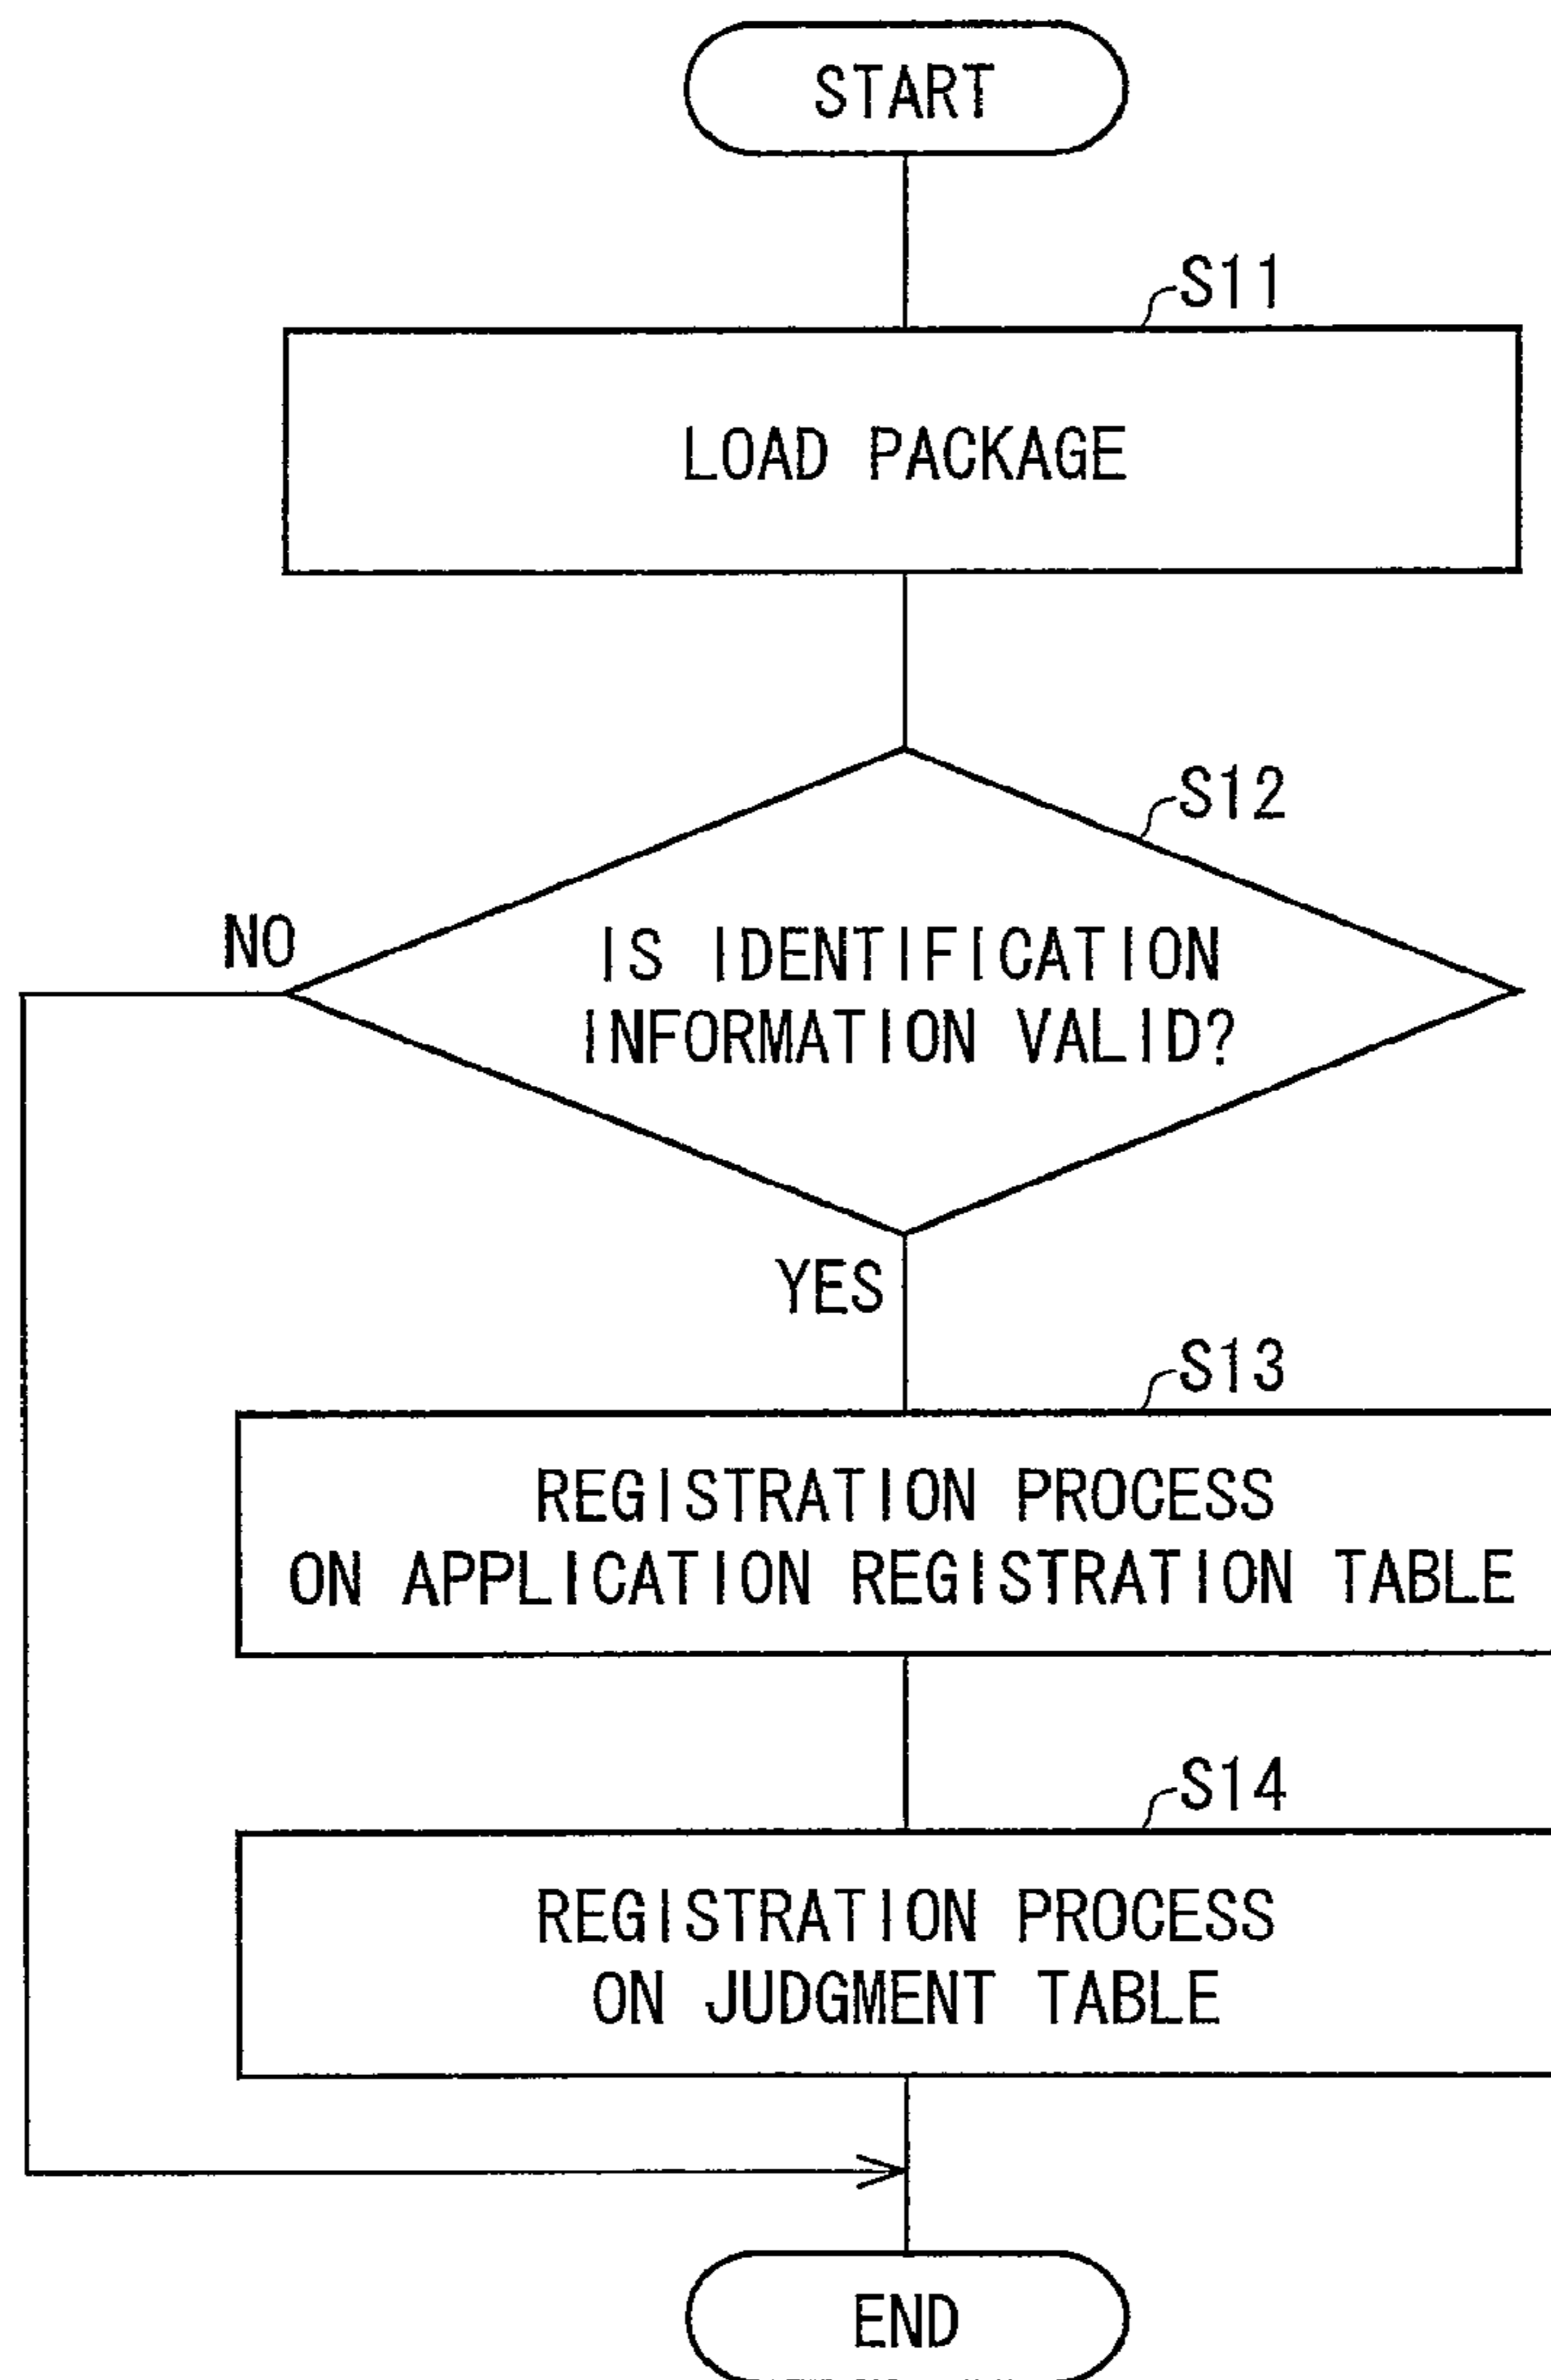 START
S11
LOAD PACKAGE
S12
NO
IS IDENTIFICATION
INFORMATION VALID?
YES
S13
REGISTRATION PROCESS
ON APPLICATION REGISTRATION TABLE
S14
REGISTRATION PROCESS
ON JUDGMENT TABLE
END